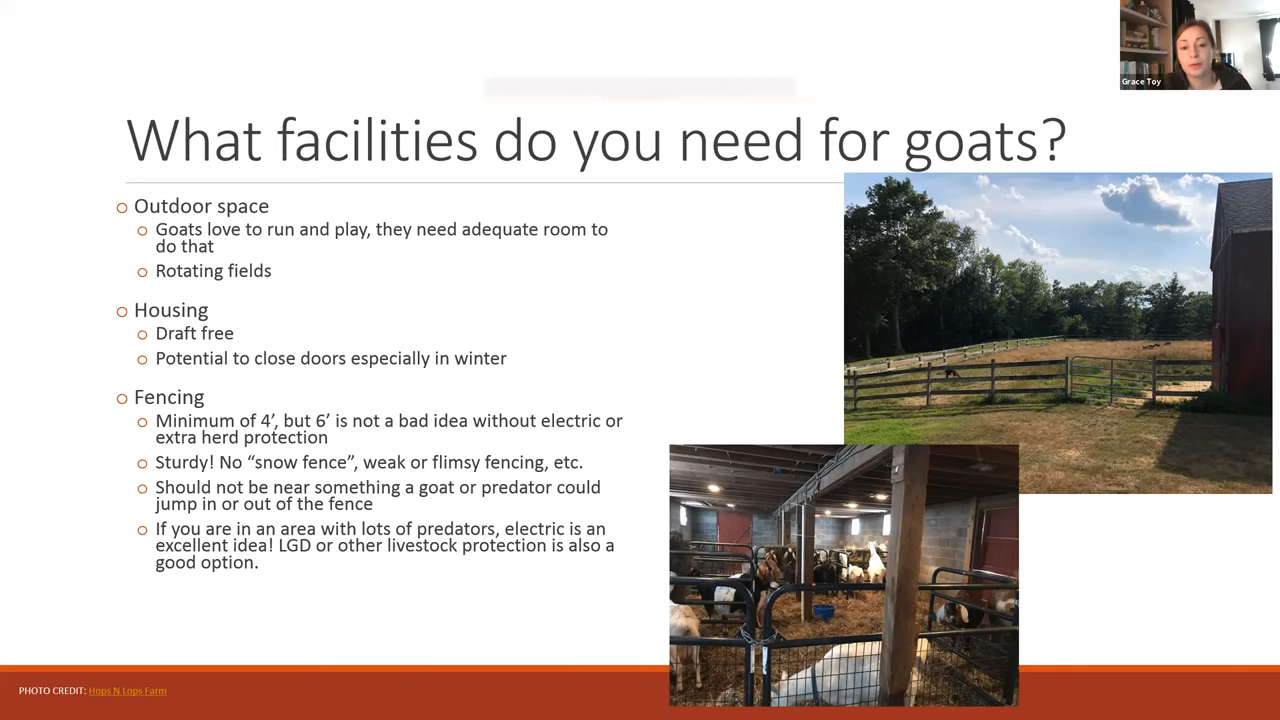 Grace Toy
What facilities do you need for goats?
o Outdoor space
o Goats love to run and play, they need adequate room to
do that
o Rotating fields
o Housing
o Draft free
o Potential to close doors especially in winter
o Fencing
o Minimum of 4’, but 6’ is not a bad idea without electric or
extra herd protection
o Sturdy! No “snow fence”, weak or flimsy fencing, etc.
o Should not be near something a goat or predator could
jump in or out of the fence
o If you are in an area with lots of predators, electric is an
excellent idea! LGD or other livestock protection is also a
good option.
PHOTO CREDIT: Hops N Lops Farm